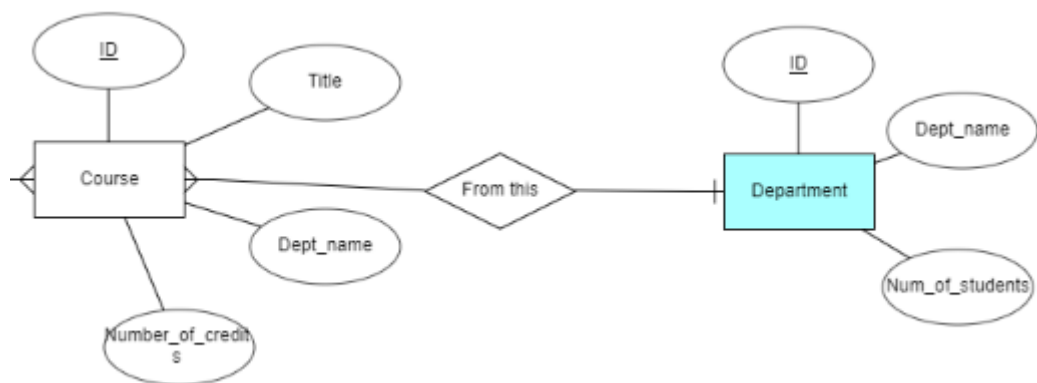 ID
Title
Course
Dept_name
Number_of_credit
s
From this
ID
Dept_name
Department
Num_of_students